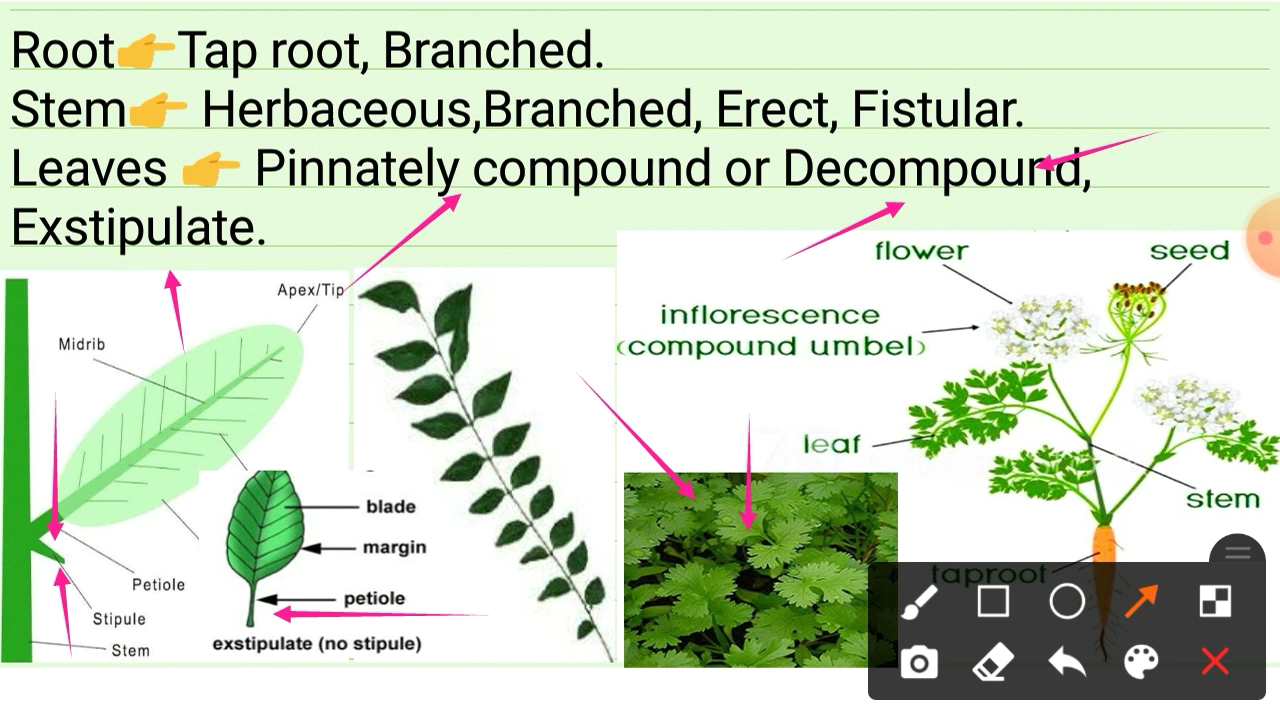 Root👉Tap root, Branched.
Stem👉 Herbaceous,Branched, Erect, Fistular.
Leaves 👉 Pinnately compound or Decompound,
Exstipulate.
Apex/Tip
Midrib
Petiole
Stipule
Stem
blade
margin
petiole
exstipulate (no stipule)
flower
seed
inflorescence
(compound umbel)
leaf
stem
taproot